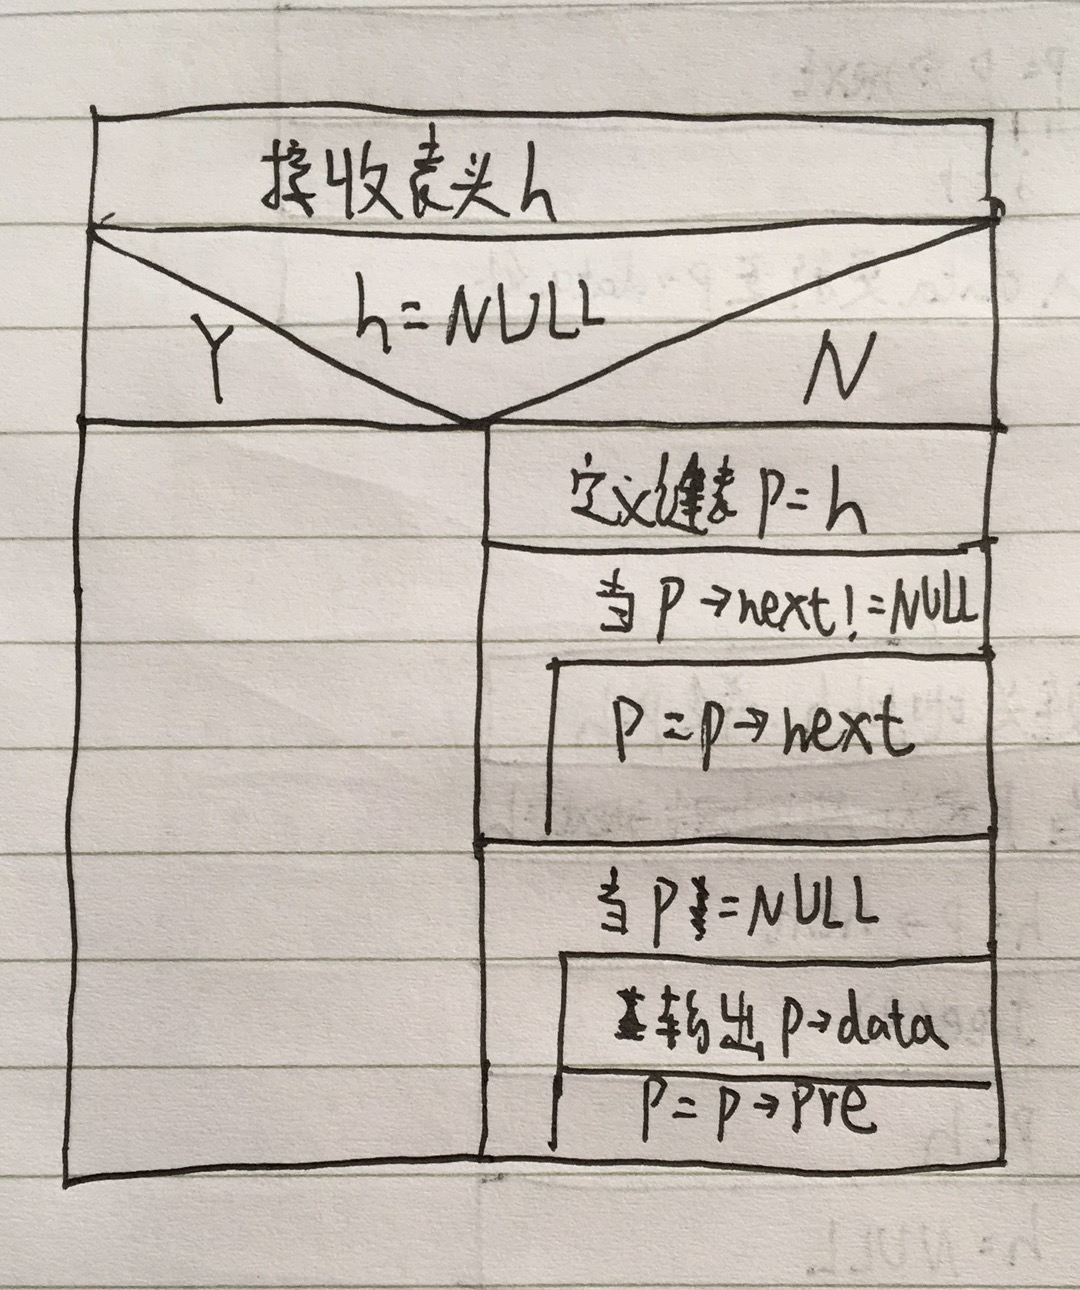 接收表头h
h=NULL
Y
N
定义链表 P=h
当 P→next!=NULL
P=p→next
当 P!=NULL
输出 p→data
P=p→pre